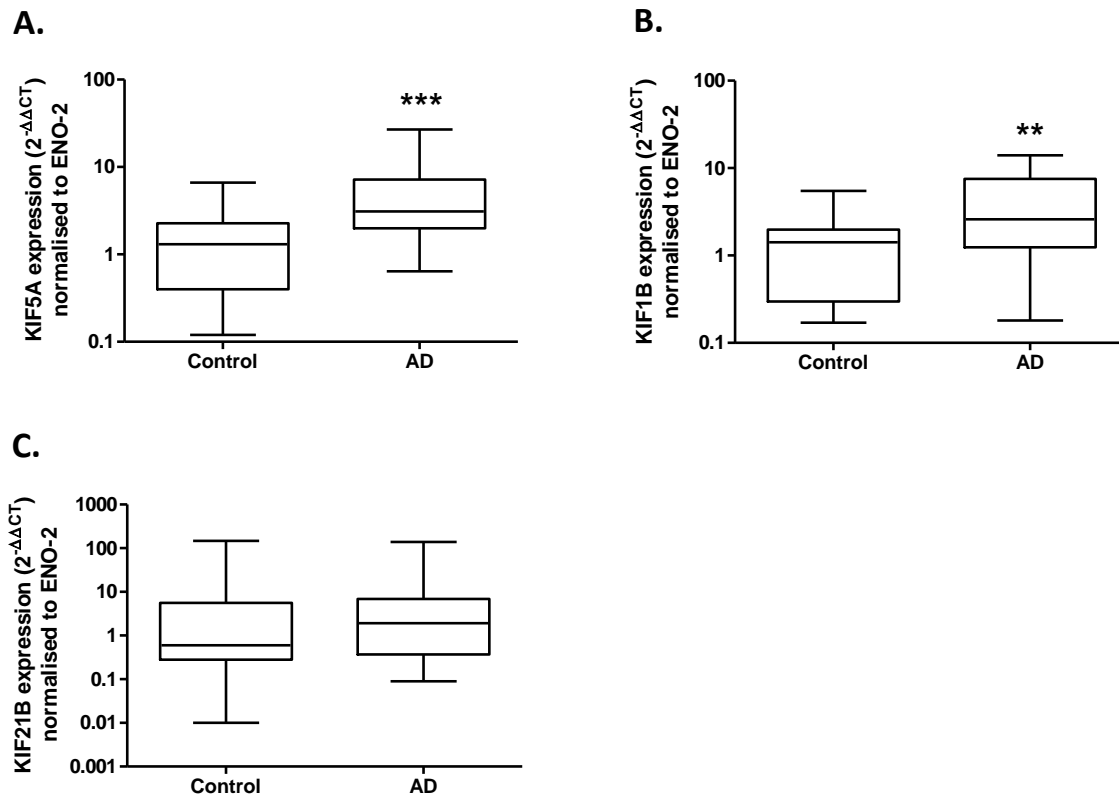 A.
KIF5A expression (2^-ΔΔCT)
normalised to ENO-2
100
10
1
0.1
***
Control
AD
B.
KIF1B expression (2^-ΔΔCT)
normalised to ENO-2
100
10
1
0.1
**
Control
AD
C.
KIF21B expression (2^-ΔΔCT)
normalised to ENO-2
1000
100
10
1
0.1
0.01
0.001
Control
AD